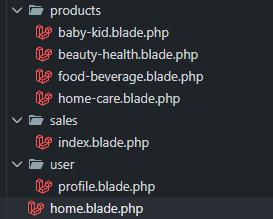 products
baby-kid.blade.php
beauty-health.blade.php
food-beverage.blade.php
home-care.blade.php
sales
index.blade.php
user
profile.blade.php
home.blade.php